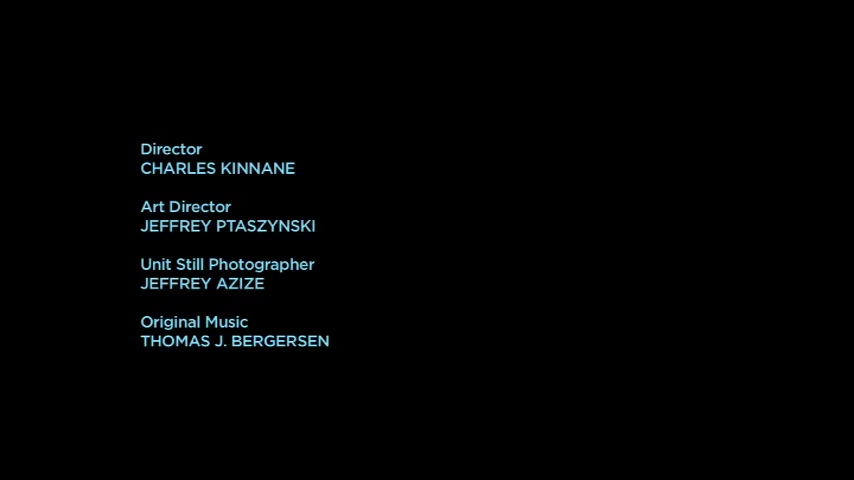 Director
CHARLES KINNANE
Art Director
JEFFREY PTASZYNSKI
Unit Still Photographer
JEFFREY AZIZE
Original Music
THOMAS J. BERGERSEN